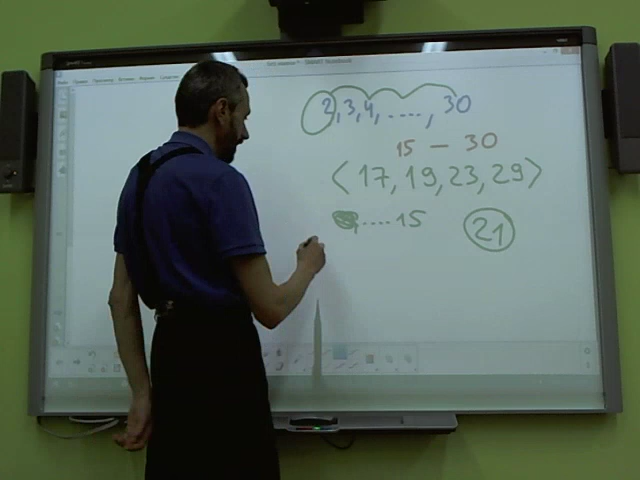 2, 3, 4, ...., 30
15 – 30
⟨17, 19, 23, 29⟩
....15
21